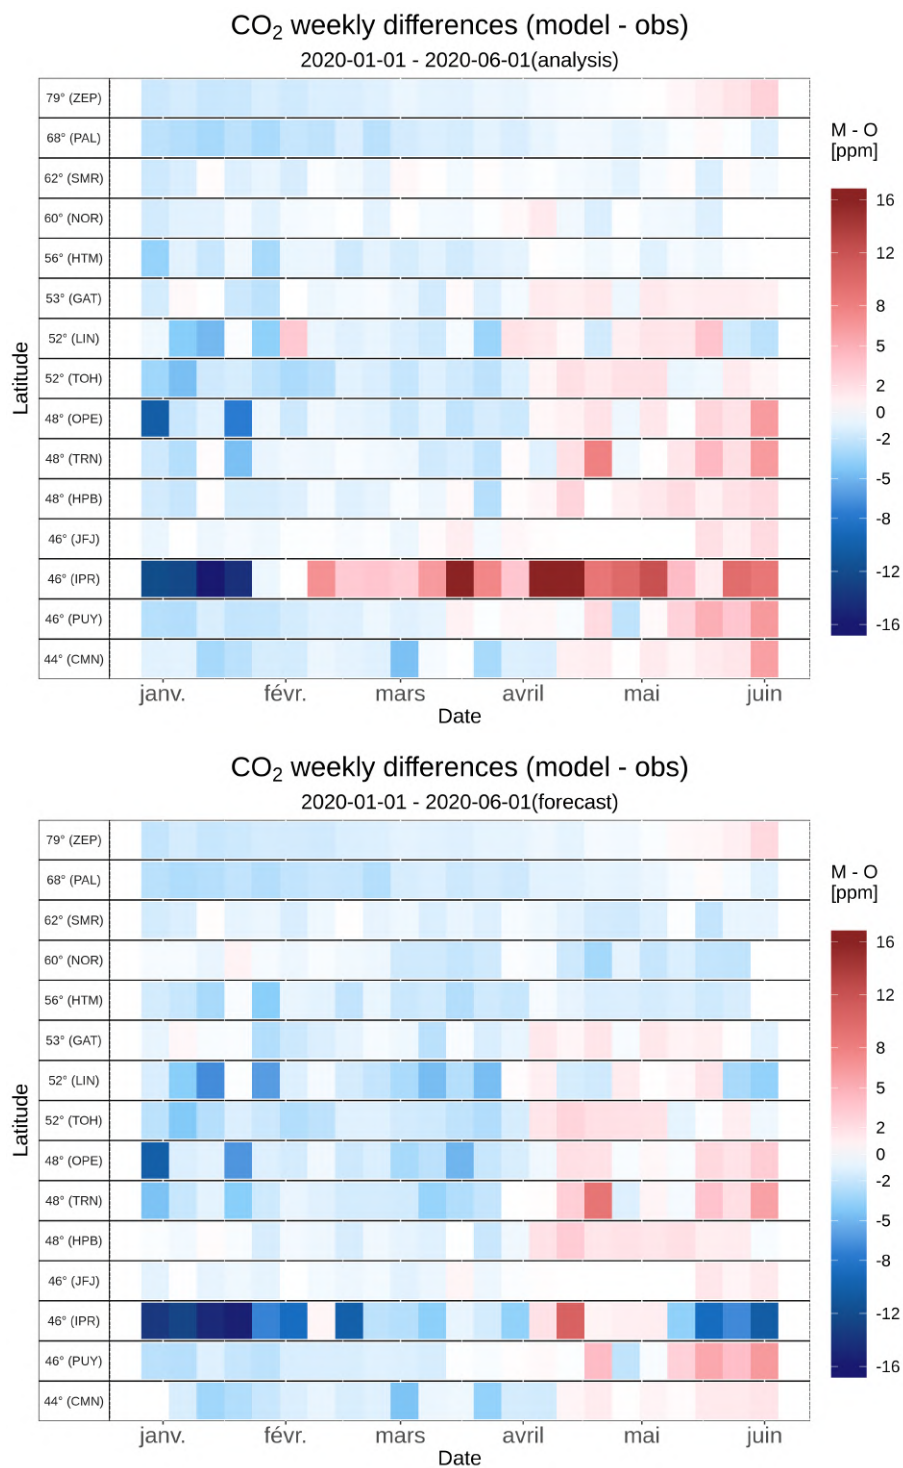 CO₂ weekly differences (model - obs)
2020-01-01 - 2020-06-01(analysis)
79° (ZEP)
68° (PAL)
62° (SMR)
60° (NOR)
56° (HTM)
53° (GAT)
52° (LIN)
52° (TOH)
48° (OPE)
48° (TRN)
48° (HPB)
46° (JFJ)
46° (IPR)
46° (PUY)
44° (CMN)
Latitude
janv. févr. mars avril mai juin
Date
M - O
[ppm]
16
12
8
5
2
0
-2
-5
-8
-12
-16
CO₂ weekly differences (model - obs)
2020-01-01 - 2020-06-01(forecast)
79° (ZEP)
68° (PAL)
62° (SMR)
60° (NOR)
56° (HTM)
53° (GAT)
52° (LIN)
52° (TOH)
48° (OPE)
48° (TRN)
48° (HPB)
46° (JFJ)
46° (IPR)
46° (PUY)
44° (CMN)
Latitude
janv. févr. mars avril mai juin
Date
M - O
[ppm]
16
12
8
5
2
0
-2
-5
-8
-12
-16